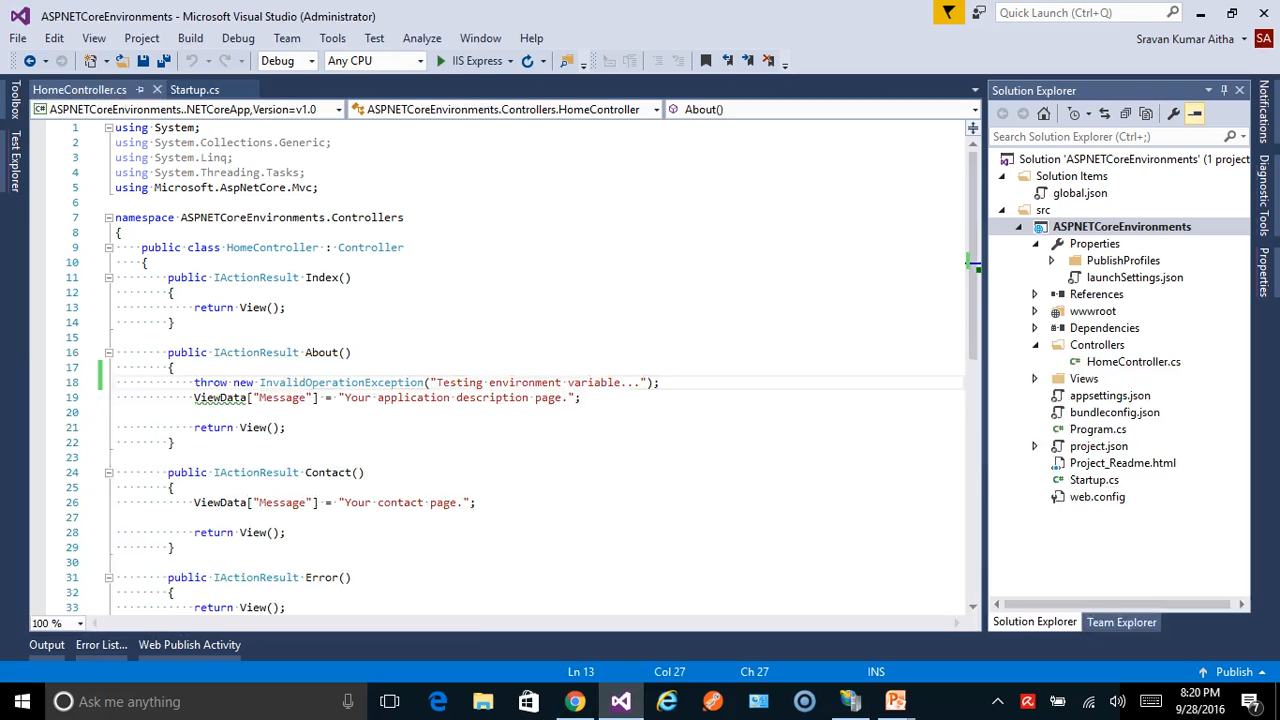 ASPNETCoreEnvironments - Microsoft Visual Studio (Administrator)
Quick Launch (Ctrl+Q)
File Edit View Project Build Debug Team Tools Test Analyze Window Help
Sravan Kumar Aitha SA
Debug Any CPU IIS Express
HomeController.cs Startup.cs
ASPNETCoreEnvironments..NETCoreApp,Version=v1.0 ASPNETCoreEnvironments.Controllers.HomeController About()
Toolbox
Test Explorer
1 using System;
2 using System.Collections.Generic;
3 using System.Linq;
4 using System.Threading.Tasks;
5 using Microsoft.AspNetCore.Mvc;
6
7 namespace ASPNETCoreEnvironments.Controllers
8 {
9 public class HomeController : Controller
10 {
11 public IActionResult Index()
12 {
13 return View();
14 }
15
16 public IActionResult About()
17 {
18 throw new InvalidOperationException("Testing environment variable...");
19 ViewData["Message"] = "Your application description page.";
20
21 return View();
22 }
23
24 public IActionResult Contact()
25 {
26 ViewData["Message"] = "Your contact page.";
27
28 return View();
29 }
30
31 public IActionResult Error()
32 {
33 return View();
100 %
Solution Explorer
Search Solution Explorer (Ctrl+;)
Solution 'ASPNETCoreEnvironments' (1 project
Solution Items
global.json
src
ASPNETCoreEnvironments
Properties
PublishProfiles
launchSettings.json
References
wwwroot
Dependencies
Controllers
HomeController.cs
Views
appsettings.json
bundleconfig.json
Program.cs
project.json
Project_Readme.html
Startup.cs
web.config
Solution Explorer Team Explorer
Notifications
Diagnostic Tools
Properties
Output Error List... Web Publish Activity
Ln 13 Col 27 Ch 27 INS Publish
Ask me anything
8:20 PM
9/28/2016
7